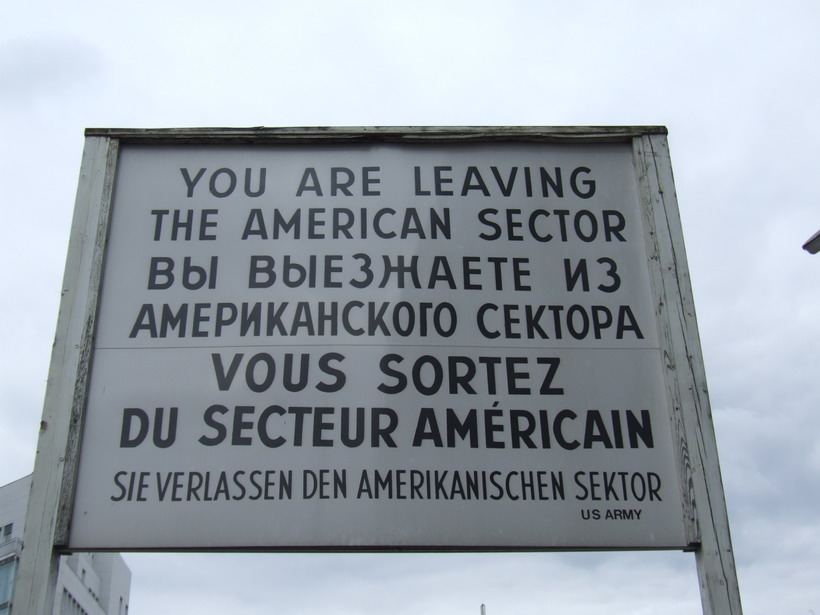 YOU ARE LEAVING
THE AMERICAN SECTOR
ВЫ ВЫЕЗЖАЕТЕ ИЗ
АМЕРИКАНСКОГО СЕКТОРА
VOUS SORTEZ
DU SECTEUR AMÉRICAIN
SIE VERLASSEN DEN AMERIKANISCHEN SEKTOR
US ARMY